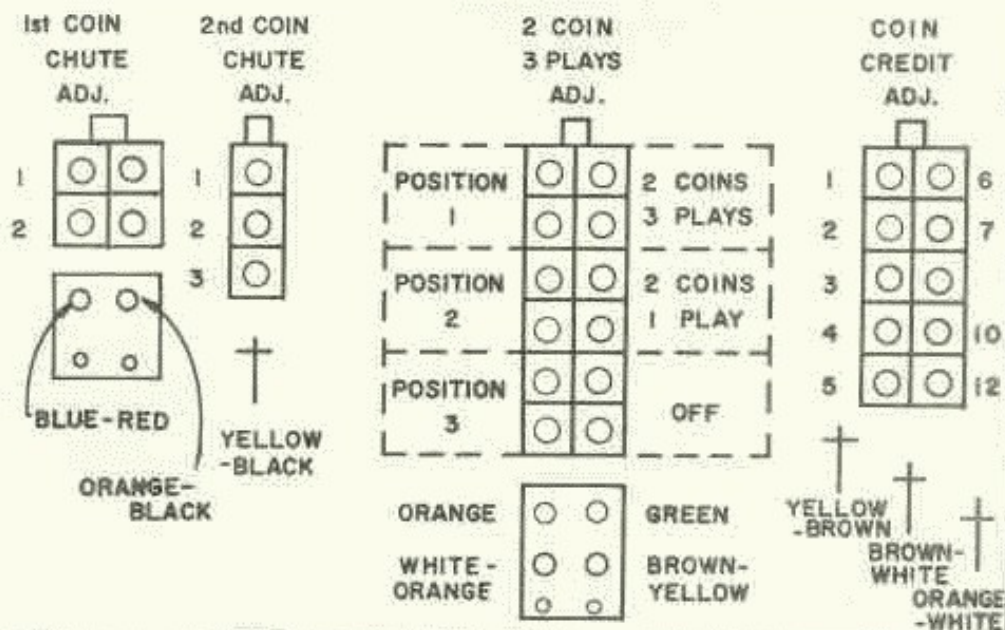 1st COIN
CHUTE
ADJ.
1
2
BLUE-RED
ORANGE-
BLACK
2nd COIN
CHUTE
ADJ.
1
2
3
YELLOW
-BLACK
2 COIN
3 PLAYS
ADJ.
POSITION
1
2 COINS
3 PLAYS
POSITION
2
2 COINS
1 PLAY
POSITION
3
OFF
ORANGE
GREEN
WHITE-
ORANGE
BROWN-
YELLOW
COIN
CREDIT
ADJ.
1
6
2
7
3
4
10
5
12
YELLOW
-BROWN
BROWN-
WHITE
ORANGE
-WHITE